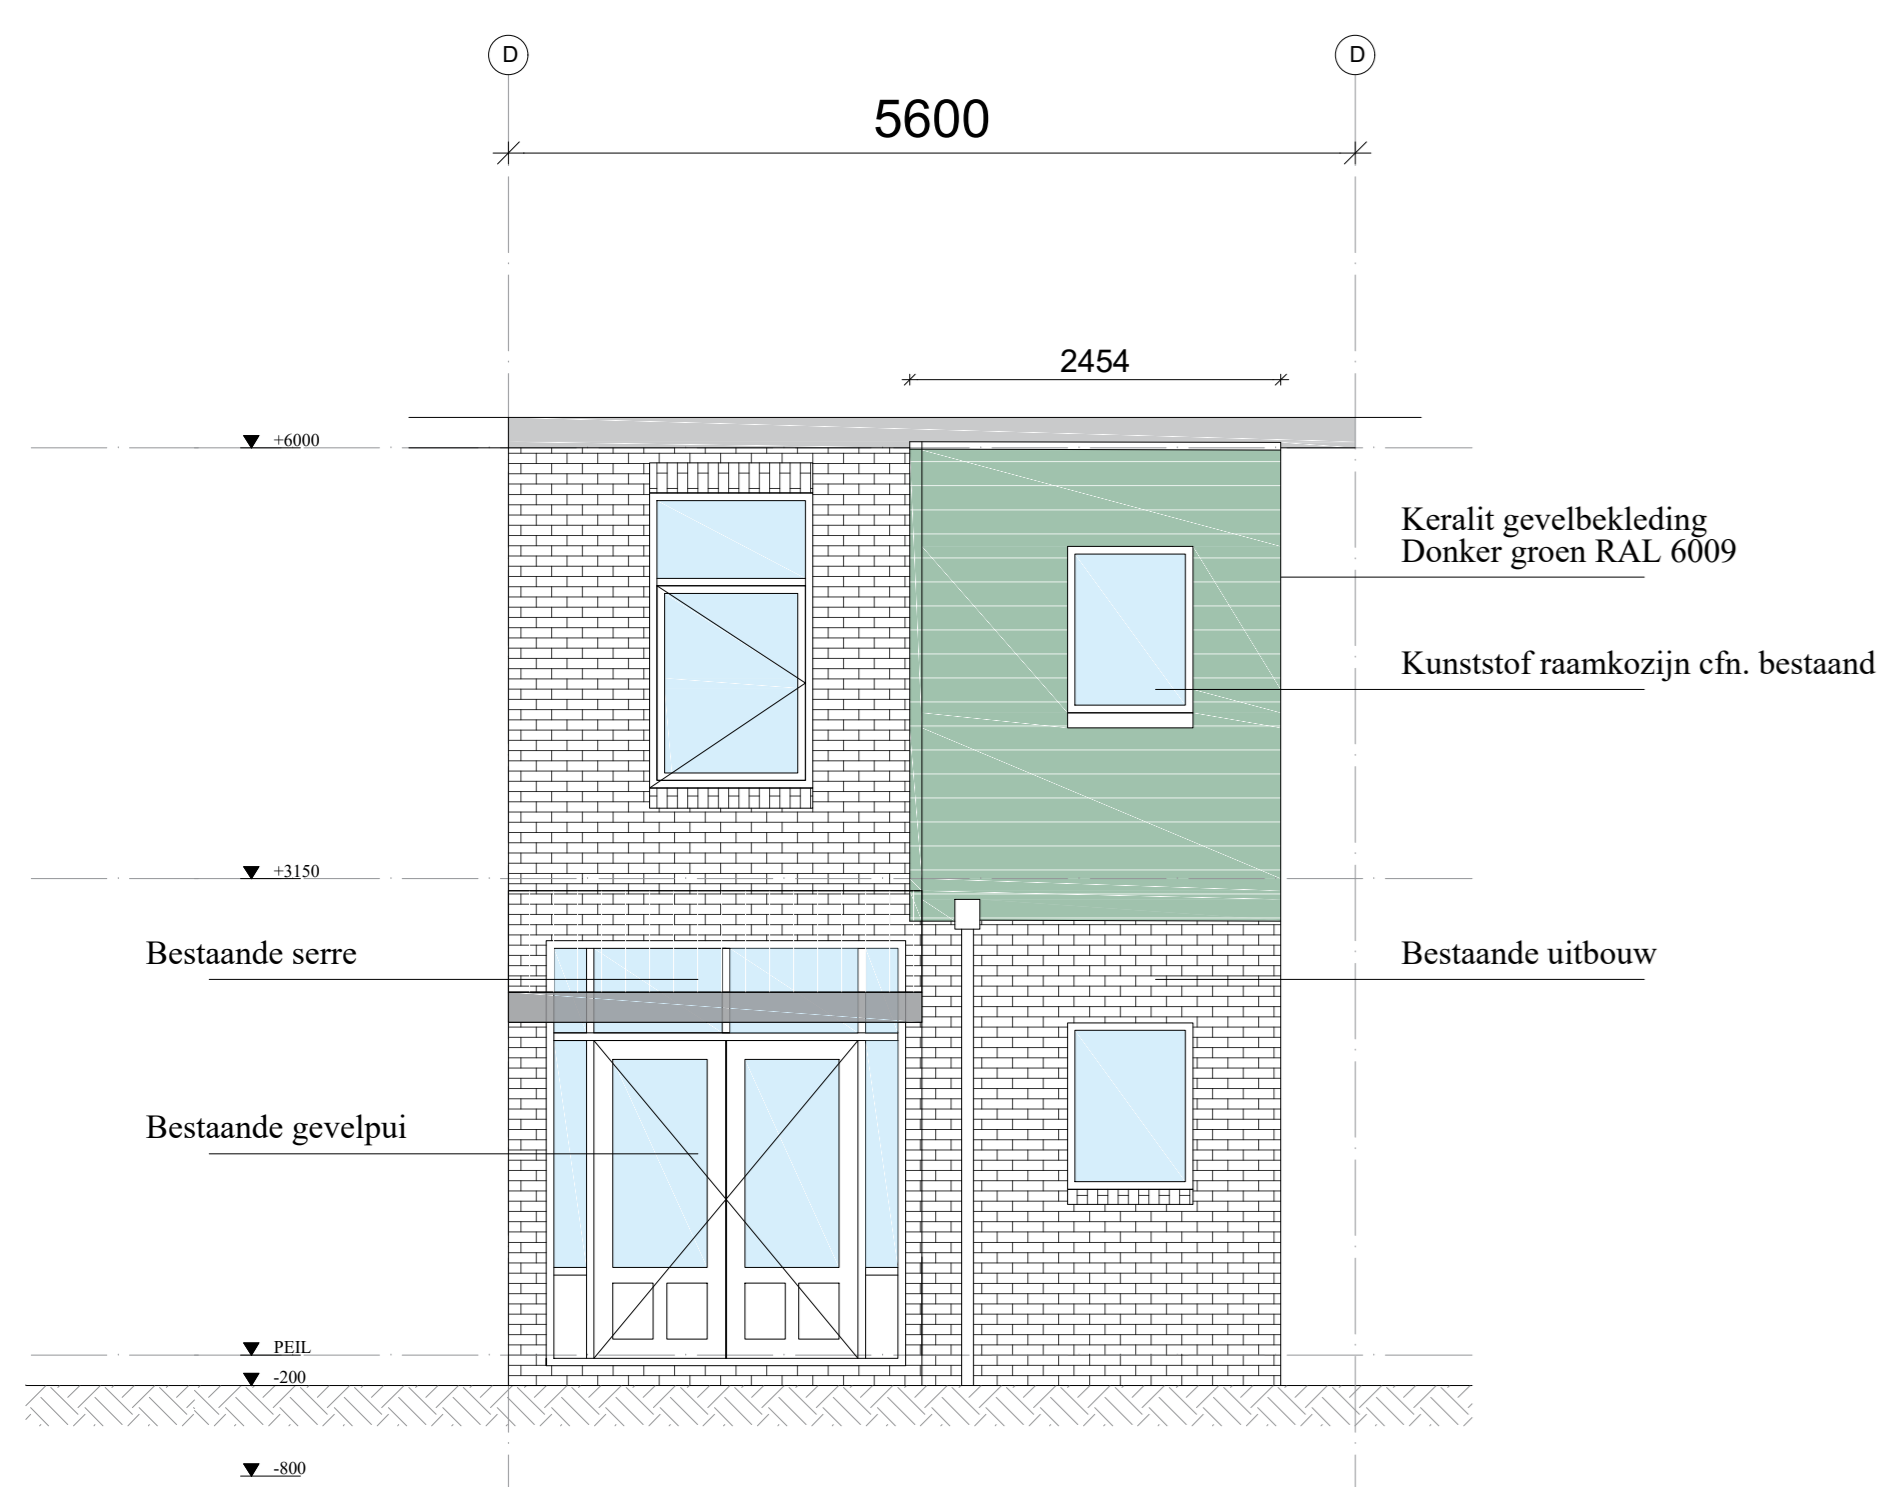 D D
5600
2454
+6000
Keralit gevelbekleding
Donker groen RAL 6009
Kunststof raamkozijn cfn. bestaand
+3150
Bestaande serre
Bestaande uitbouw
Bestaande gevelpui
PEIL
-200
-800